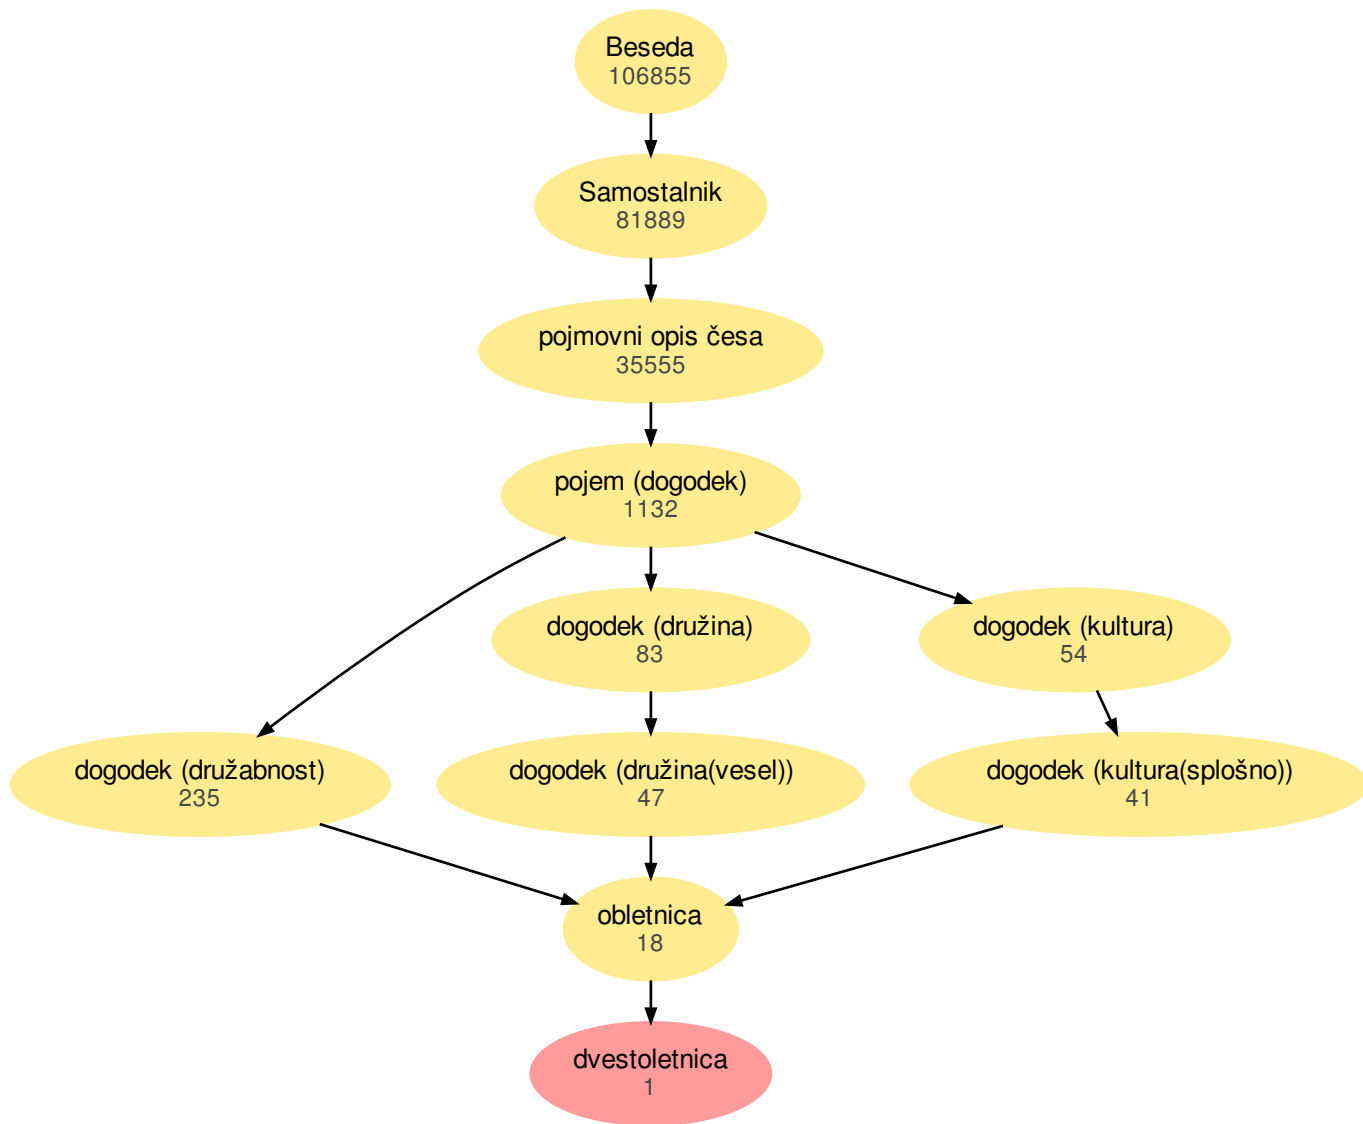 Beseda
106855
Samostalnik
81889
pojmovni opis česa
35555
pojem (dogodek)
1132
dogodek (družina)
83
dogodek (kultura)
54
dogodek (družabnost)
235
dogodek (družina(vesel))
47
dogodek (kultura(splošno))
41
obletnica
18
dvestoletnica
1